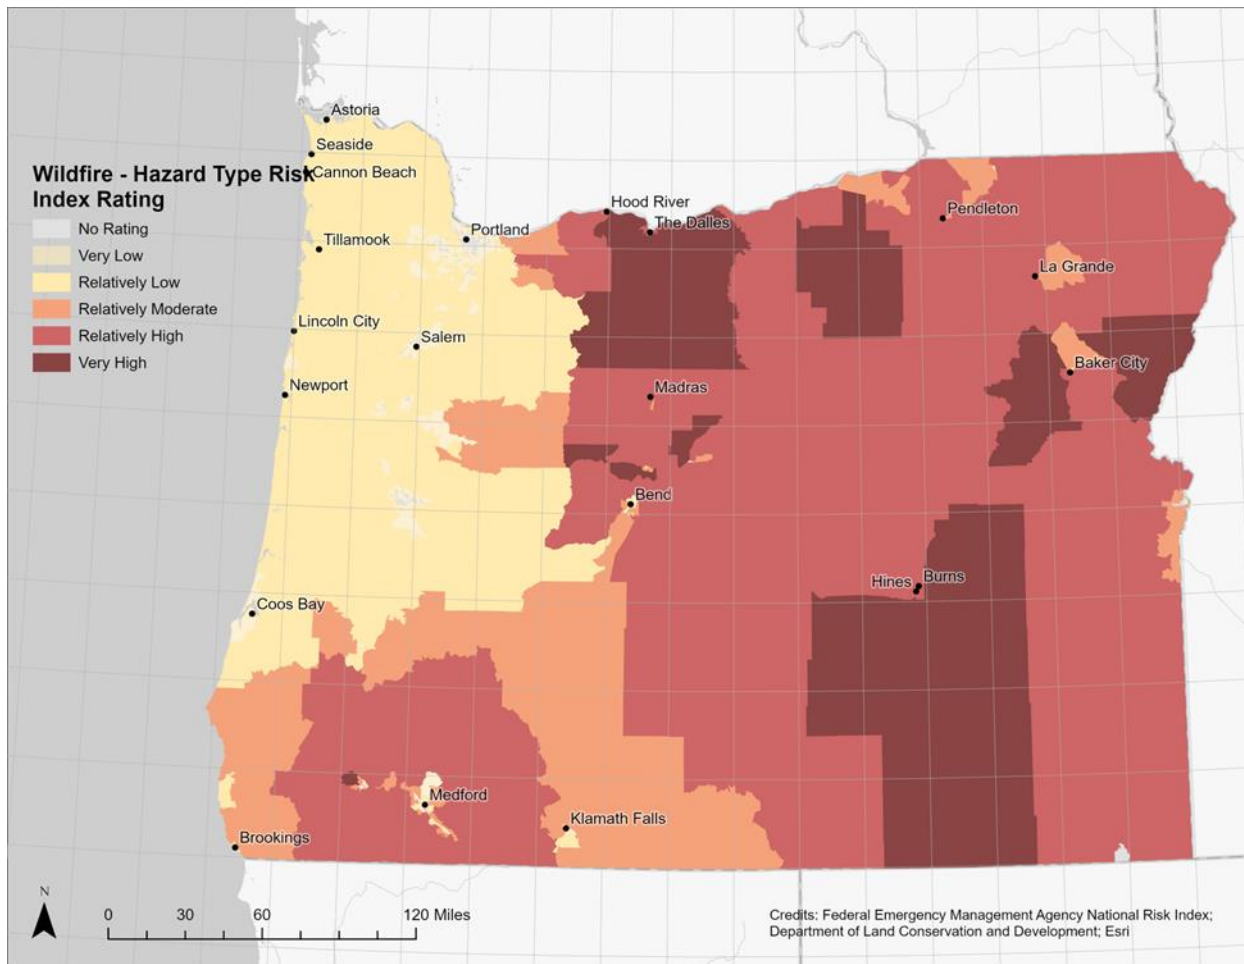 Astoria
Seaside
Cannon Beach
Wildfire - Hazard Type Risk
Index Rating
No Rating
Very Low
Relatively Low
Relatively Moderate
Relatively High
Very High
Hood River
The Dalles
Portland
Pendleton
Tillamook
La Grande
Lincoln City
Salem
Baker City
Newport
Madras
Bend
Hines
Burns
Coos Bay
Medford
Klamath Falls
Brookings
N
0 30 60 120 Miles
Credits: Federal Emergency Management Agency National Risk Index;
Department of Land Conservation and Development; Esri